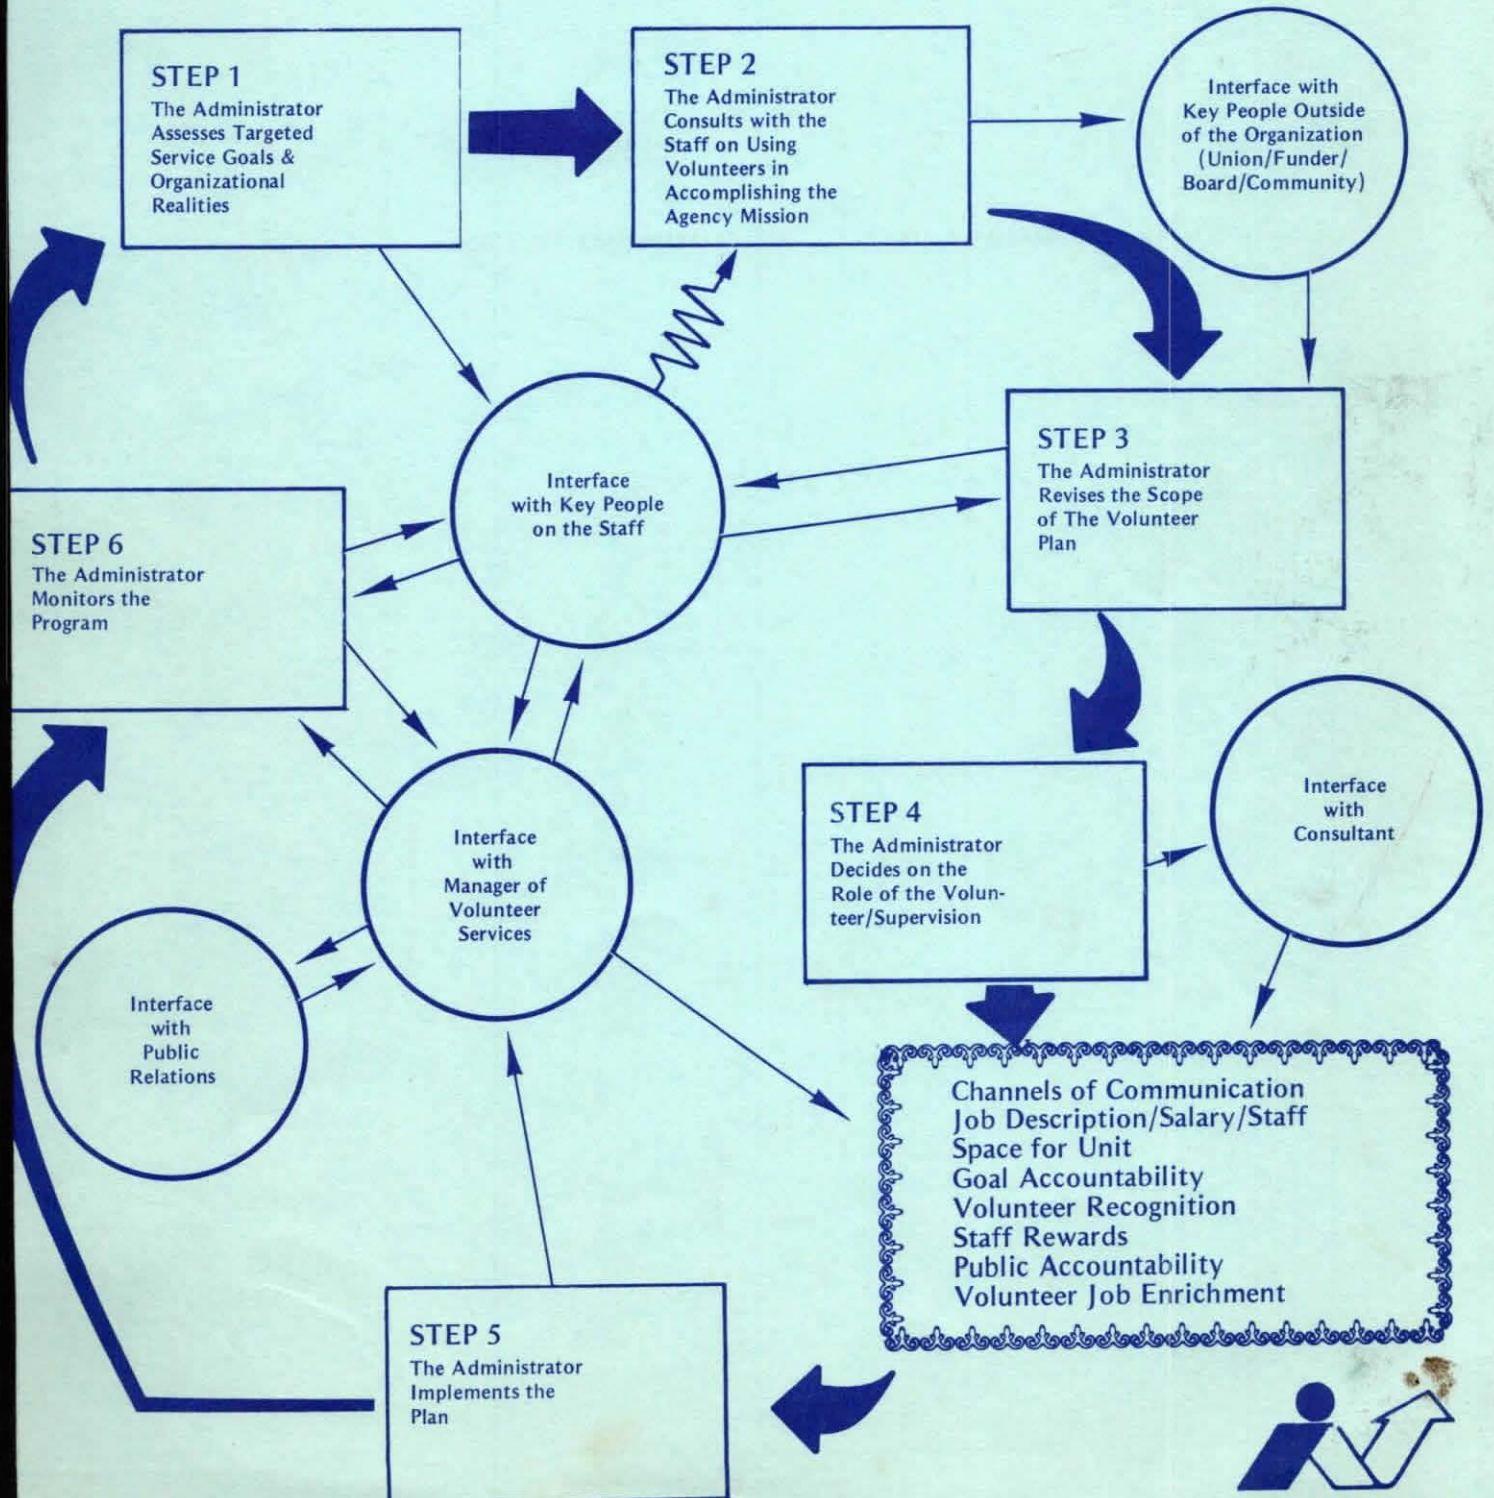 STEP 1
The Administrator
Assesses Targeted
Service Goals &
Organizational
Realities
STEP 2
The Administrator
Consults with the
Staff on Using
Volunteers in
Accomplishing the
Agency Mission
Interface with
Key People Outside
of the Organization
(Union/Funder/
Board/Community)
STEP 3
The Administrator
Revises the Scope
of The Volunteer
Plan
Interface
with Key People
on the Staff
STEP 6
The Administrator
Monitors the
Program
STEP 4
The Administrator
Decides on the
Role of the Volun-
teer/Supervision
Interface
with
Consultant
Interface
with
Manager of
Volunteer
Services
Interface
with
Public
Relations
Channels of Communication
Job Description/Salary/Staff
Space for Unit
Goal Accountability
Volunteer Recognition
Staff Rewards
Public Accountability
Volunteer Job Enrichment
STEP 5
The Administrator
Implements the
Plan